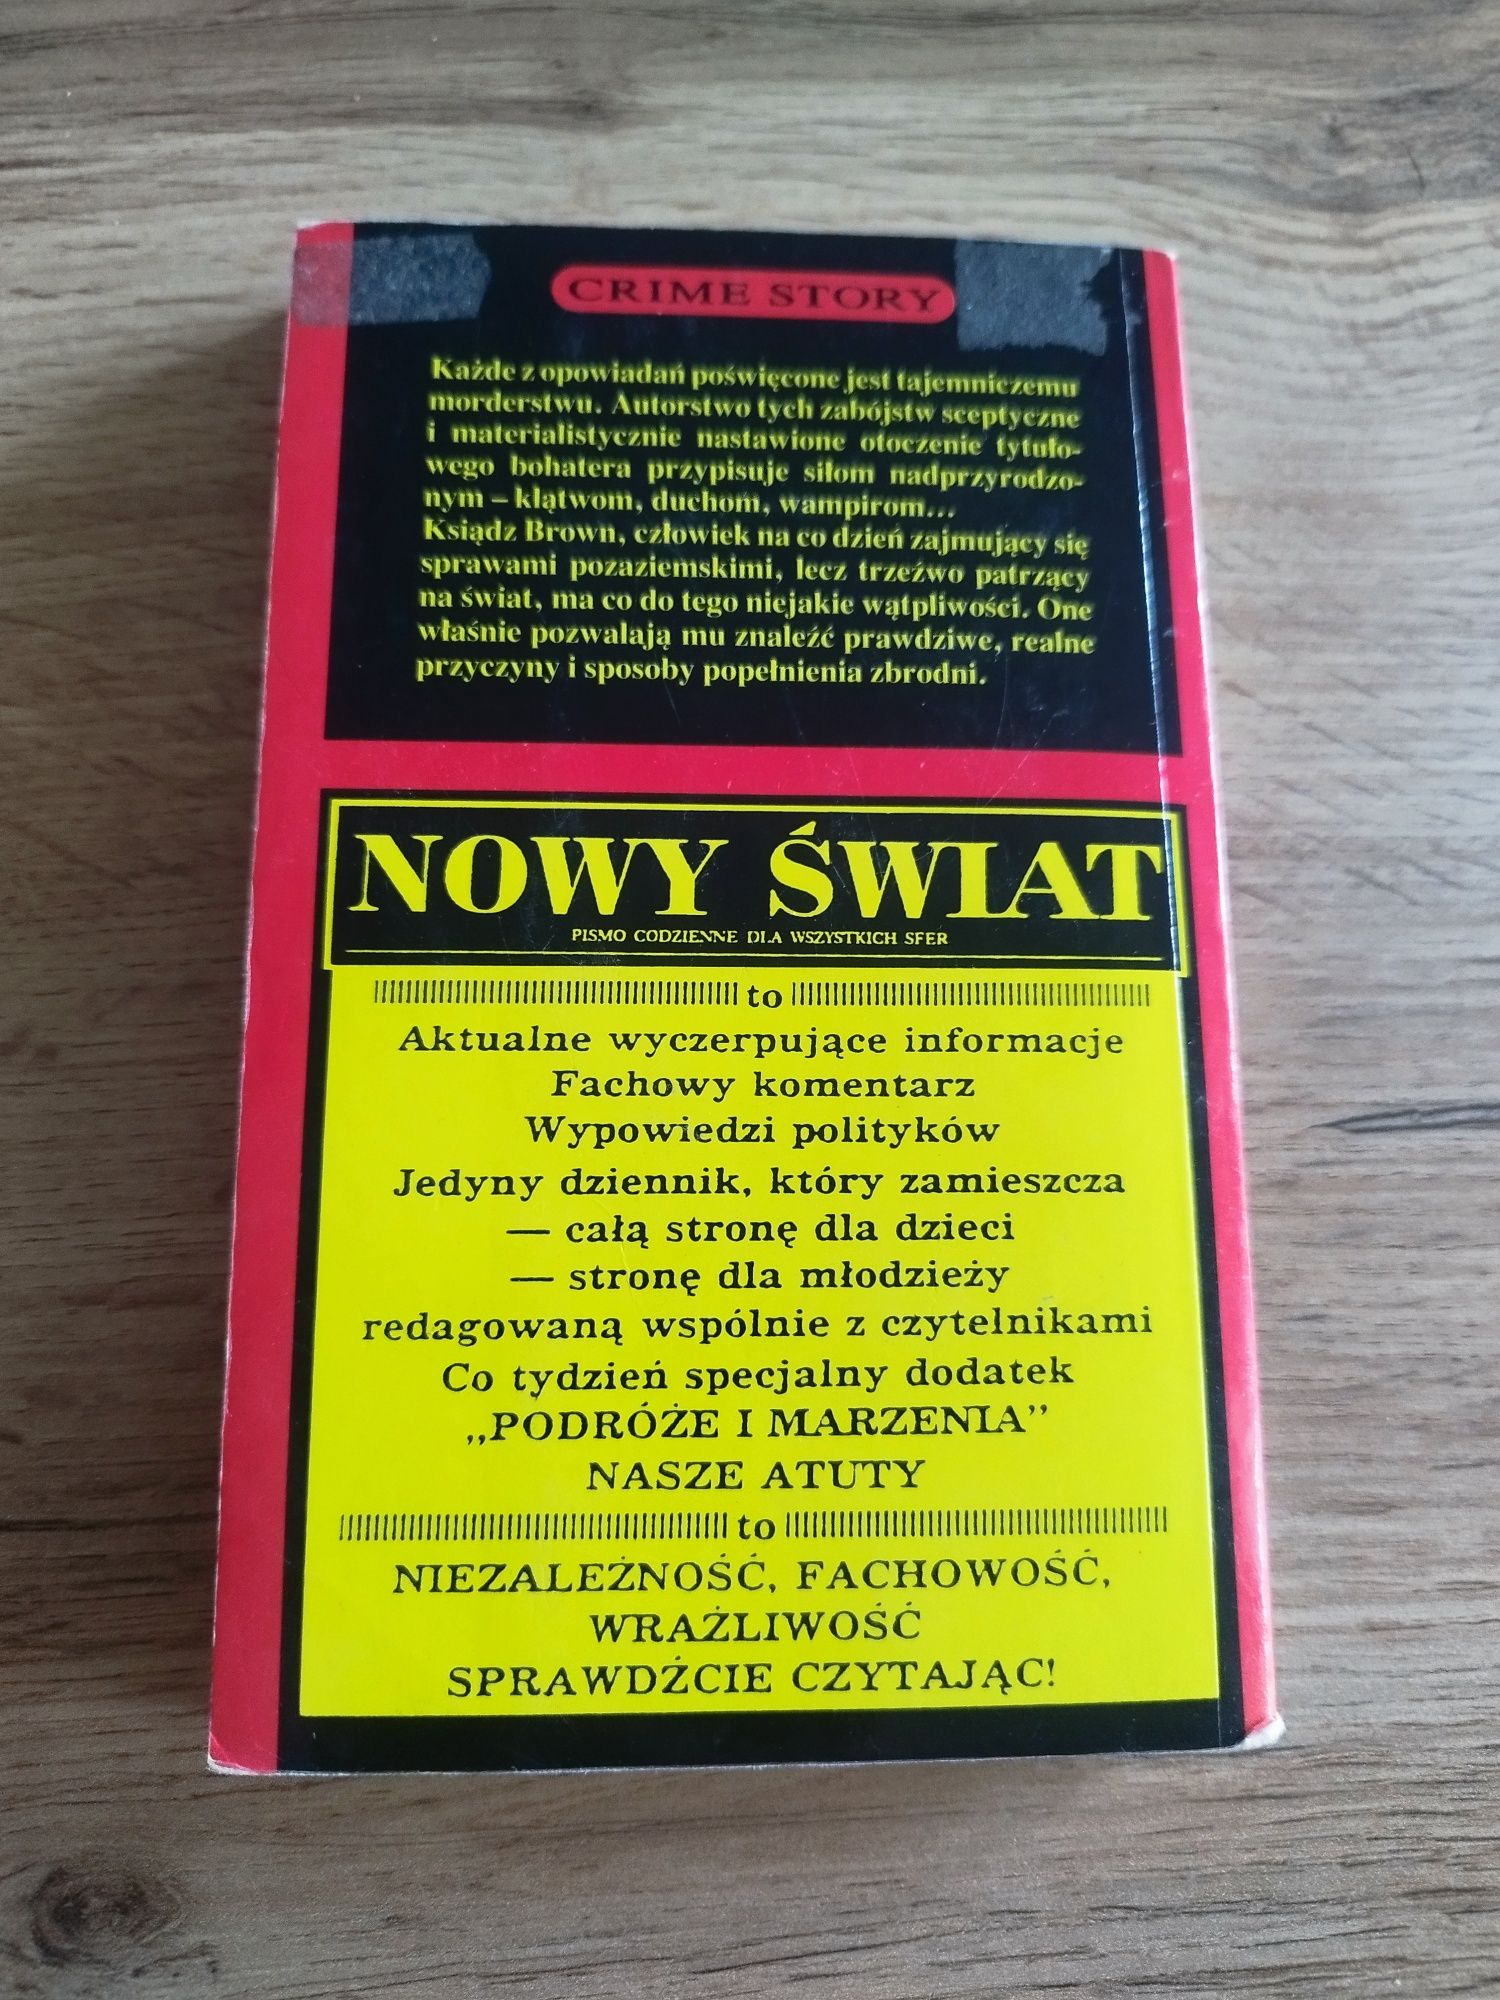 CRIME STORY
Każde z opowiadań poświęcone jest tajemniczemu
morderstwu. Autorstwo tych zabójstw sceptyczne
i materialistycznie nastawione otoczenie tytuło-
wego bohatera przypisuje siłom nadprzyrodzo-
nym – klątwom, duchom, wampirom...
Ksiądz Brown, człowiek na co dzień zajmujący się
sprawami pozaziemskimi, lecz trzeźwo patrzący
na świat, ma co do tego niejakie wątpliwości. One
właśnie pozwalają mu znaleźć prawdziwe, realne
przyczyny i sposoby popełnienia zbrodni.
NOWY ŚWIAT
PISMO CODZIENNE DLA WSZYSTKICH SFER
to
Aktualne wyczerpujące informacje
Fachowy komentarz
Wypowiedzi polityków
Jedyny dziennik, który zamieszcza
— całą stronę dla dzieci
— stronę dla młodzieży
redagowaną wspólnie z czytelnikami
Co tydzień specjalny dodatek
„PODRÓŻE I MARZENIA”
NASZE ATUTY
to
NIEZALEŻNOŚĆ, FACHOWOŚĆ,
WRAŻLIWOŚĆ
SPRAWDŹCIE CZYTAJĄC!